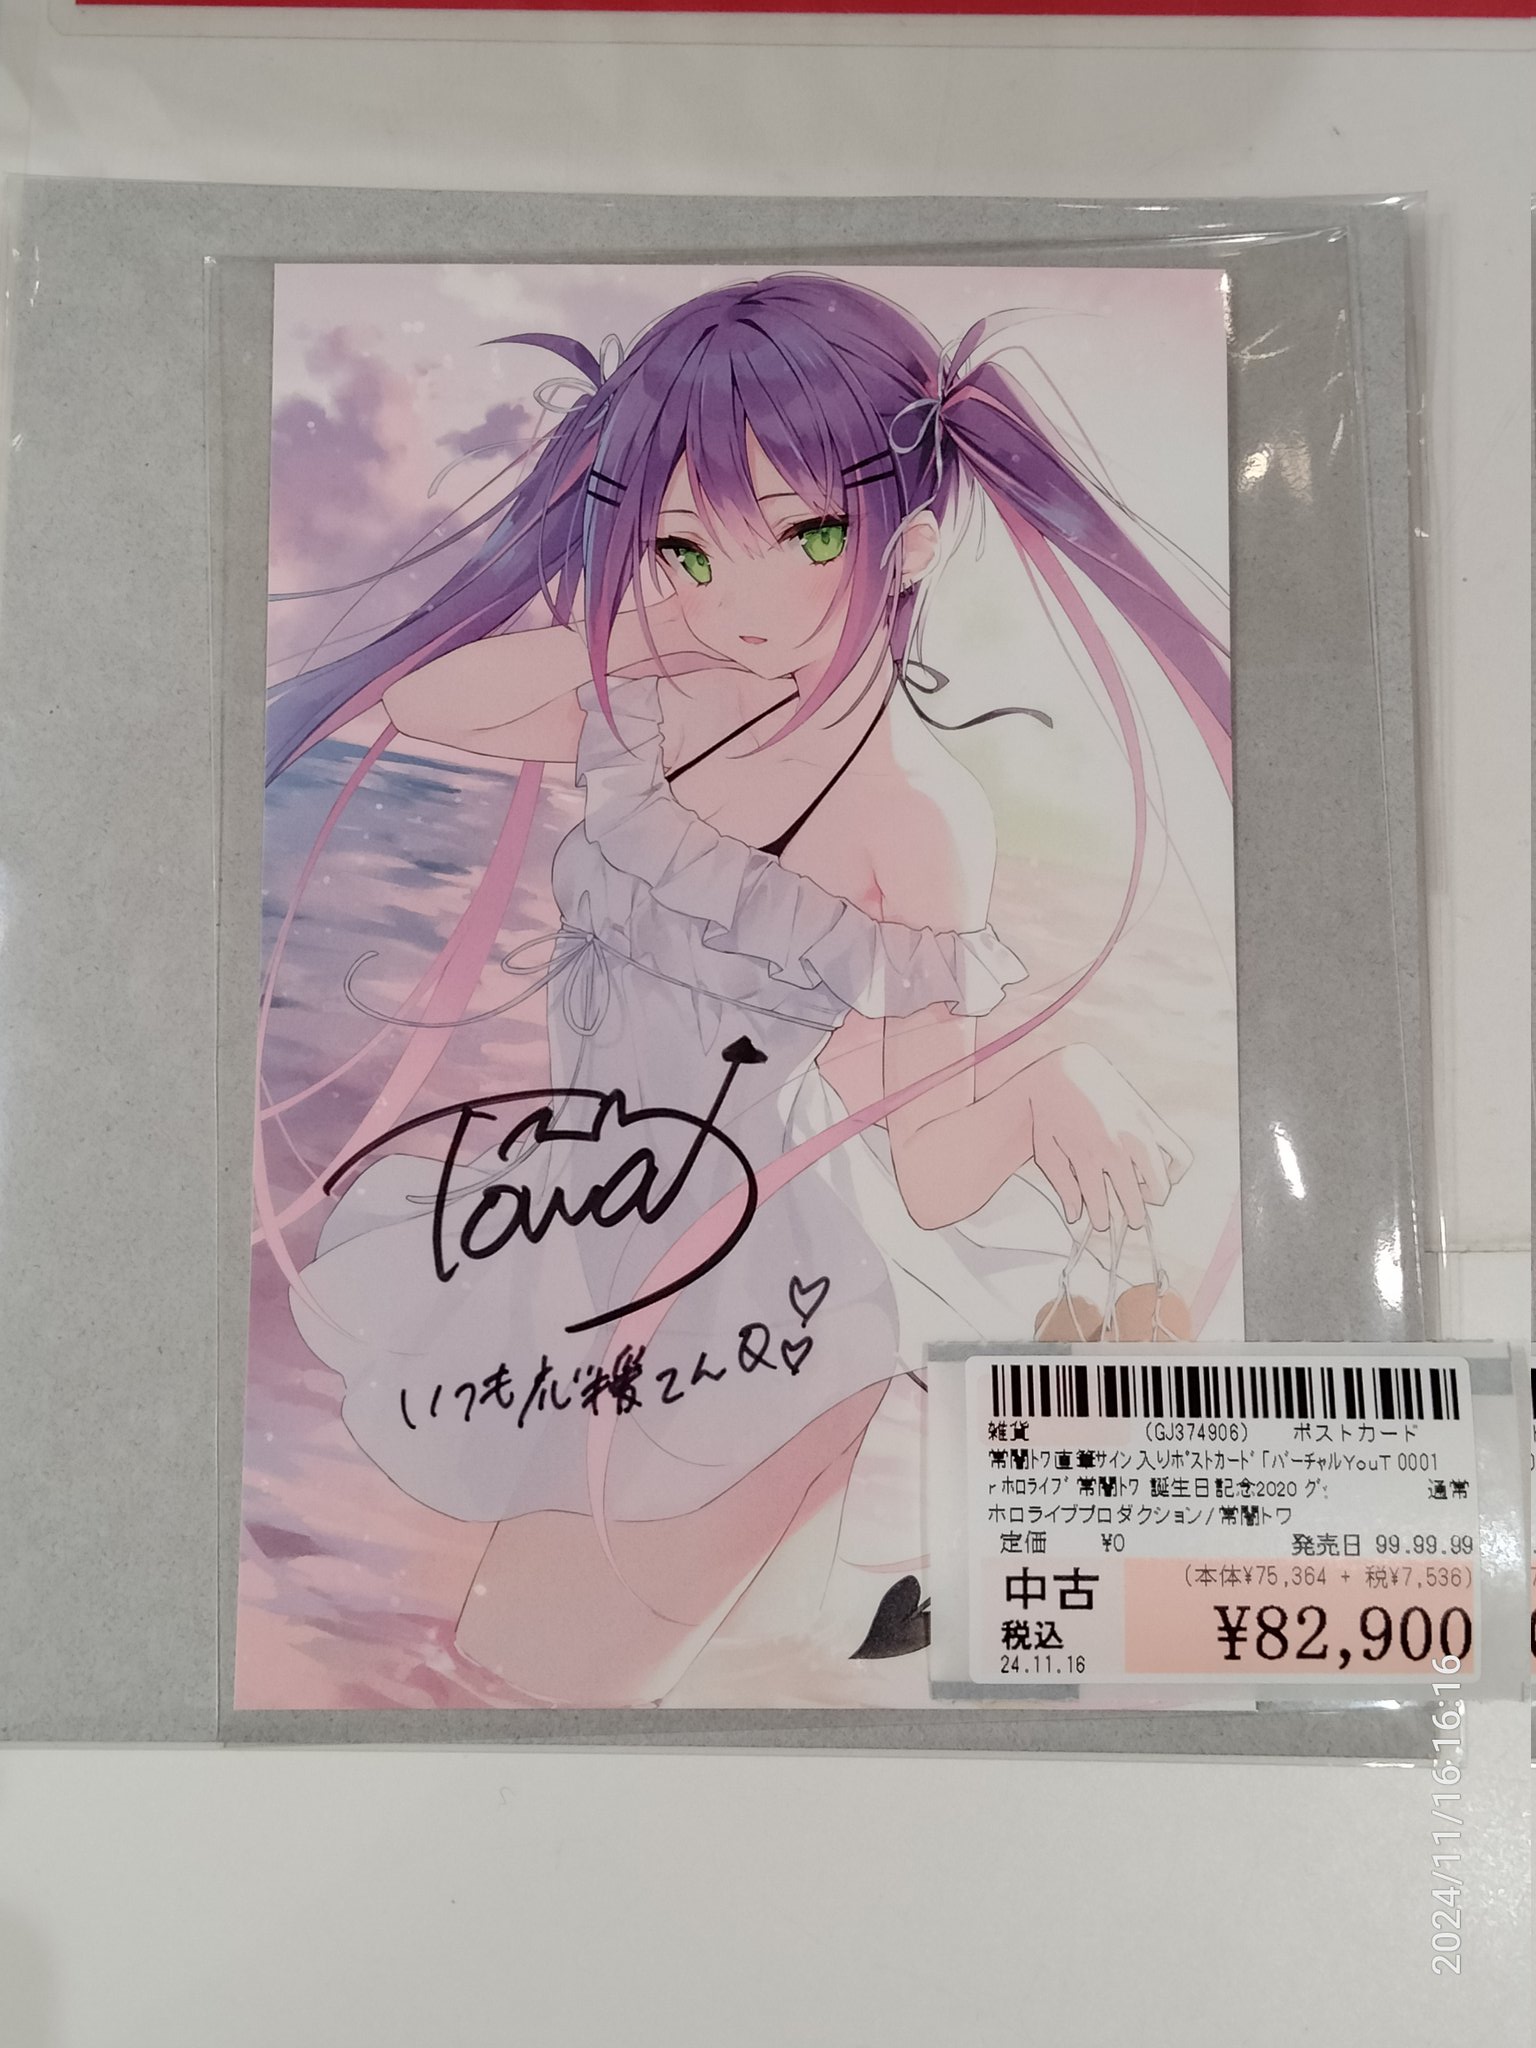 Towa
いつも応援てんQ♡♡
雑貨 (GJ374906) ポストカード
常闇トワ直筆サイン入りポストカード 「バーチャルYouT 0001
r ホロライブ 常闇トワ 誕生日記念2020 グ 通常
ホロライブプロダクション/常闇トワ
定価 ¥0 発売日 99.99.99
中古 (本体¥75,364 + 税¥7,536)
税込 ¥82,900
24.11.16
2024/11/16 16:16